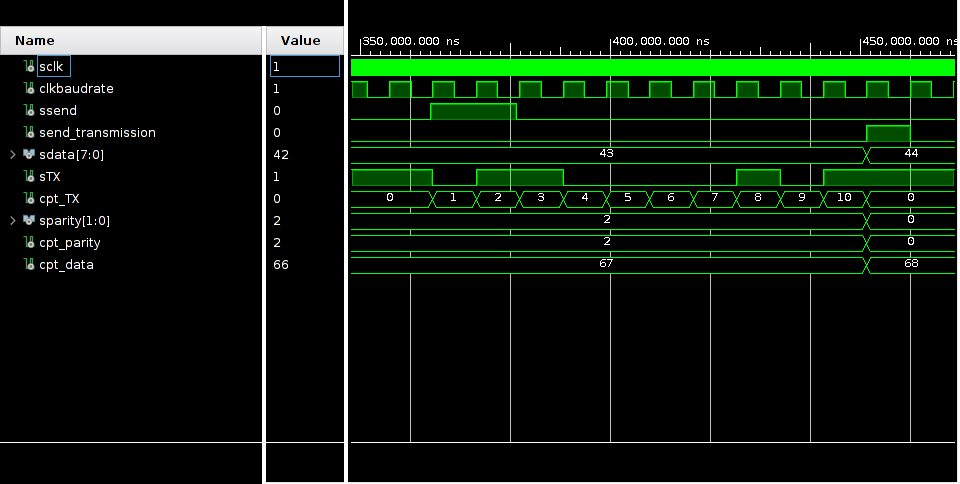 Name Value 350,000.000 ns 400,000.000 ns 450,000.000 ns
sclk 1
clkbaudrate 1
ssend 0
send_transmission 0
sdata[7:0] 42 43 44
sTX 1
cpt_TX 0 0 1 2 3 4 5 6 7 8 9 10 0
sparity[1:0] 2 2 0
cpt_parity 2 2 0
cpt_data 66 67 68